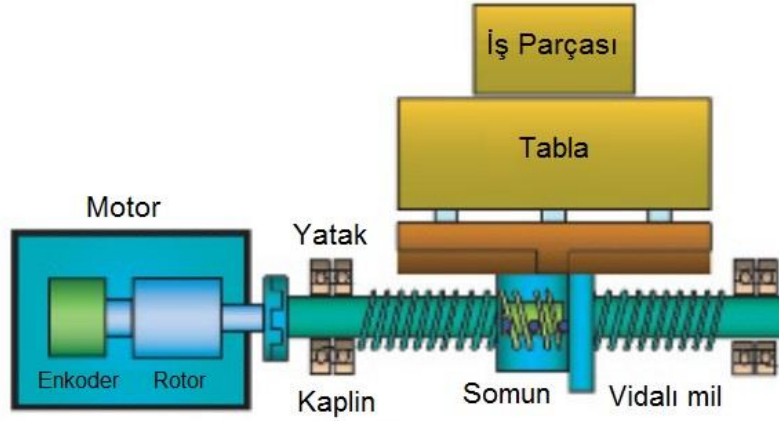 İş Parçası
Tabla
Motor
Yatak
Enkoder
Rotor
Kaplin
Somun
Vidalı mil